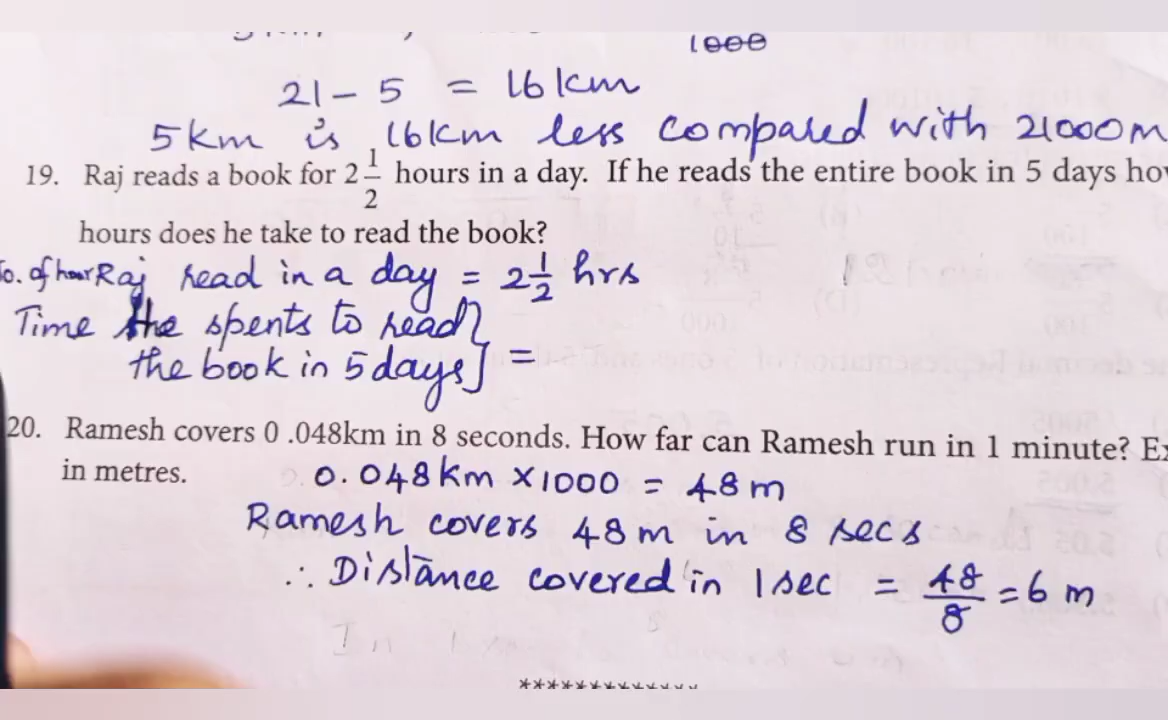 1000
21 - 5 = 16 km
5 km is 16 km less compared with 21000 m
19. Raj reads a book for 2 1/2 hours in a day. If he reads the entire book in 5 days ho
hours does he take to read the book?
o. of hour Raj read in a day = 2 1/2 hrs
Time the spents to read
the book in 5 days } =
20. Ramesh covers 0 .048km in 8 seconds. How far can Ramesh run in 1 minute? Ex
in metres.
0.048 km ×1000 = 48 m
Ramesh covers 48 m in 8 secs
∴ Distance covered in 1 sec = 48/8 = 6 m
*************